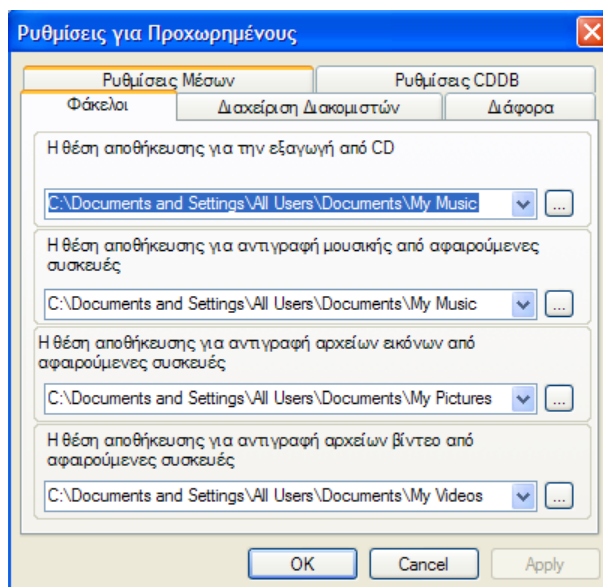 Ρυθμίσεις για Προχωρημένους
Ρυθμίσεις Μέσων
Ρυθμίσεις CDDB
Φάκελοι
Διαχείριση Διακομιστών
Διάφορα
Η θέση αποθήκευσης για την εξαγωγή από CD
C:\Documents and Settings\All Users\Documents\My Music
...
Η θέση αποθήκευσης για αντιγραφή μουσικής από αφαιρούμενες
συσκευές
C:\Documents and Settings\All Users\Documents\My Music
...
Η θέση αποθήκευσης για αντιγραφή αρχείων εικόνων από
αφαιρούμενες συσκευές
C:\Documents and Settings\All Users\Documents\My Pictures
...
Η θέση αποθήκευσης για αντιγραφή αρχείων βίντεο από
αφαιρούμενες συσκευές
C:\Documents and Settings\All Users\Documents\My Videos
...
OK
Cancel
Apply